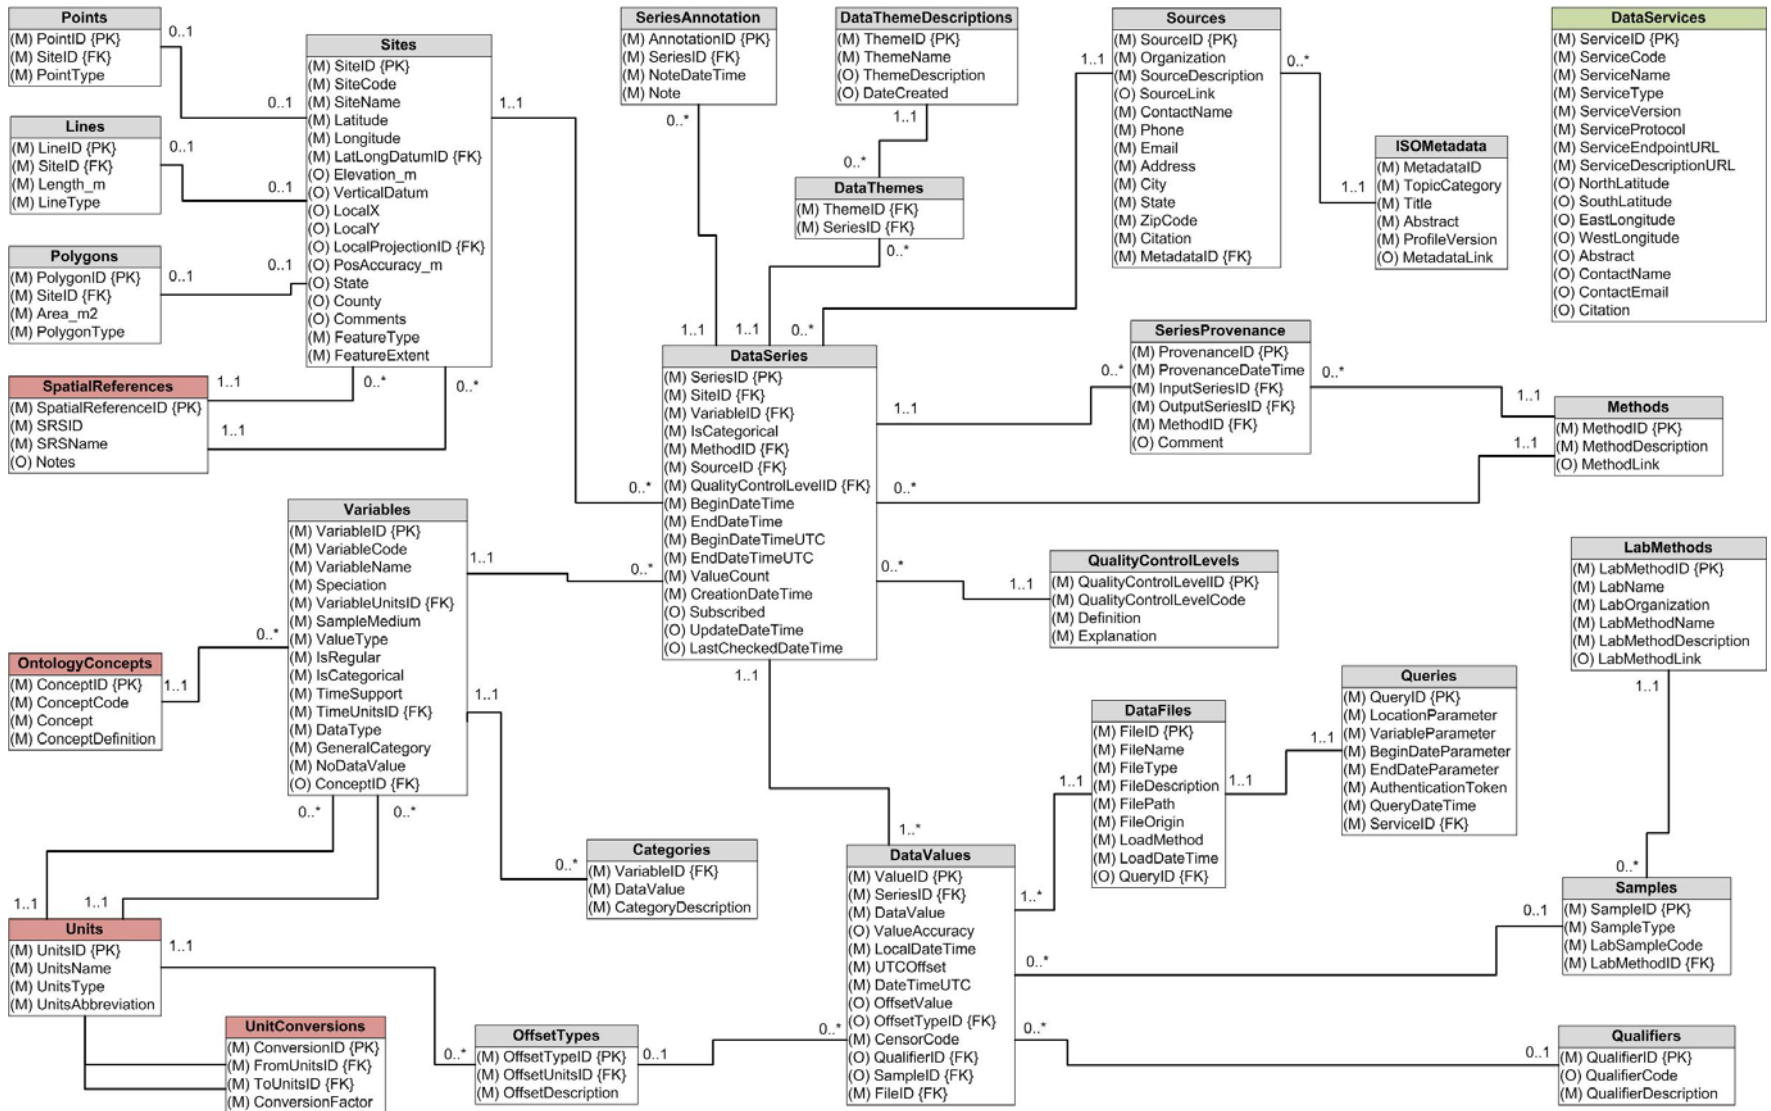 Points
(M) PointID {PK}
(M) SiteID {FK}
(M) PointType
0..1
0..1
Lines
(M) LineID {PK}
(M) SiteID {FK}
(M) Length_m
(M) LineType
0..1
0..1
Polygons
(M) PolygonID {PK}
(M) SiteID {FK}
(M) Area_m2
(M) PolygonType
0..1
0..1
Sites
(M) SiteID {PK}
(M) SiteCode
(M) SiteName
(M) Latitude
(M) Longitude
(M) LatLongDatumID {FK}
(O) Elevation_m
(O) VerticalDatum
(O) LocalX
(O) LocalY
(O) LocalProjectionID {FK}
(O) PosAccuracy_m
(O) State
(O) County
(O) Comments
(M) FeatureType
(M) FeatureExtent
1..1
0..*
0..*
SpatialReferences
(M) SpatialReferenceID {PK}
(M) SRSID
(M) SRSName
(O) Notes
1..1
1..1
SeriesAnnotation
(M) AnnotationID {PK}
(M) SeriesID {FK}
(M) NoteDateTime
(M) Note
0..*
DataThemeDescriptions
(M) ThemeID {PK}
(M) ThemeName
(O) ThemeDescription
(O) DateCreated
1..1
0..*
DataThemes
(M) ThemeID {FK}
(M) SeriesID {FK}
0..*
Sources
(M) SourceID {PK}
(M) Organization
(M) SourceDescription
(O) SourceLink
(M) ContactName
(M) Phone
(M) Email
(M) Address
(M) City
(M) State
(M) ZipCode
(M) Citation
(M) MetadataID {FK}
1..1
0..*
ISOMetadata
(M) MetadataID
(M) TopicCategory
(M) Title
(M) Abstract
(M) ProfileVersion
(O) MetadataLink
1..1
DataServices
(M) ServiceID {PK}
(M) ServiceCode
(M) ServiceName
(M) ServiceType
(M) ServiceVersion
(M) ServiceProtocol
(M) ServiceEndpointURL
(M) ServiceDescriptionURL
(O) NorthLatitude
(O) SouthLatitude
(O) EastLongitude
(O) WestLongitude
(O) Abstract
(O) ContactName
(O) ContactEmail
(O) Citation
1..1
1..1
0..*
DataSeries
(M) SeriesID {PK}
(M) SiteID {FK}
(M) VariableID {FK}
(M) IsCategorical
(M) MethodID {FK}
(M) SourceID {FK}
(M) QualityControlLevelID {FK}
(M) BeginDateTime
(M) EndDateTime
(M) BeginDateTimeUTC
(M) EndDateTimeUTC
(M) ValueCount
(M) CreationDateTime
(O) Subscribed
(O) UpdateDateTime
(O) LastCheckedDateTime
0..*
0..*
1..1
0..*
0..*
1..1
SeriesProvenance
(M) ProvenanceID {PK}
(M) ProvenanceDateTime
(M) InputSeriesID {FK}
(M) OutputSeriesID {FK}
(M) MethodID {FK}
(O) Comment
0..*
0..*
Methods
(M) MethodID {PK}
(M) MethodDescription
(O) MethodLink
1..1
1..1
Variables
(M) VariableID {PK}
(M) VariableCode
(M) VariableName
(M) Speciation
(M) VariableUnitsID {FK}
(M) SampleMedium
(M) ValueType
(M) IsRegular
(M) IsCategorical
(M) TimeSupport
(M) TimeUnitsID {FK}
(M) DataType
(M) GeneralCategory
(M) NoDataValue
(O) ConceptID {FK}
1..1
0..*
1..1
0..*
0..*
OntologyConcepts
(M) ConceptID {PK}
(M) ConceptCode
(M) Concept
(M) ConceptDefinition
1..1
QualityControlLevels
(M) QualityControlLevelID {PK}
(M) QualityControlLevelCode
(M) Definition
(M) Explanation
1..1
LabMethods
(M) LabMethodID {PK}
(M) LabName
(M) LabOrganization
(M) LabMethodName
(M) LabMethodDescription
(O) LabMethodLink
1..1
Queries
(M) QueryID {PK}
(M) LocationParameter
(M) VariableParameter
(M) BeginDateParameter
(M) EndDateParameter
(M) AuthenticationToken
(M) QueryDateTime
(M) ServiceID {FK}
1..1
DataFiles
(M) FileID {PK}
(M) FileName
(M) FileType
(M) FileDescription
(M) FilePath
(M) FileOrigin
(M) LoadMethod
(M) LoadDateTime
(O) QueryID {FK}
1..1
1..1
Categories
(M) VariableID {FK}
(M) DataValue
(M) CategoryDescription
0..*
DataValues
(M) ValueID {PK}
(M) SeriesID {FK}
(M) DataValue
(O) ValueAccuracy
(M) LocalDateTime
(M) UTCOffset
(M) DateTimeUTC
(O) OffsetValue
(O) OffsetTypeID {FK}
(M) CensorCode
(O) QualifierID {FK}
(O) SampleID {FK}
(M) FileID {FK}
1..*
1..*
0..*
0..*
0..*
Samples
(M) SampleID {PK}
(M) SampleType
(M) LabSampleCode
(M) LabMethodID {FK}
0..*
0..1
Units
(M) UnitsID {PK}
(M) UnitsName
(M) UnitsType
(M) UnitsAbbreviation
1..1
1..1
1..1
UnitConversions
(M) ConversionID {PK}
(M) FromUnitsID {FK}
(M) ToUnitsID {FK}
(M) ConversionFactor
OffsetTypes
(M) OffsetTypeID {PK}
(M) OffsetUnitsID {FK}
(M) OffsetDescription
0..*
0..1
Qualifiers
(M) QualifierID {PK}
(O) QualifierCode
(M) QualifierDescription
0..1